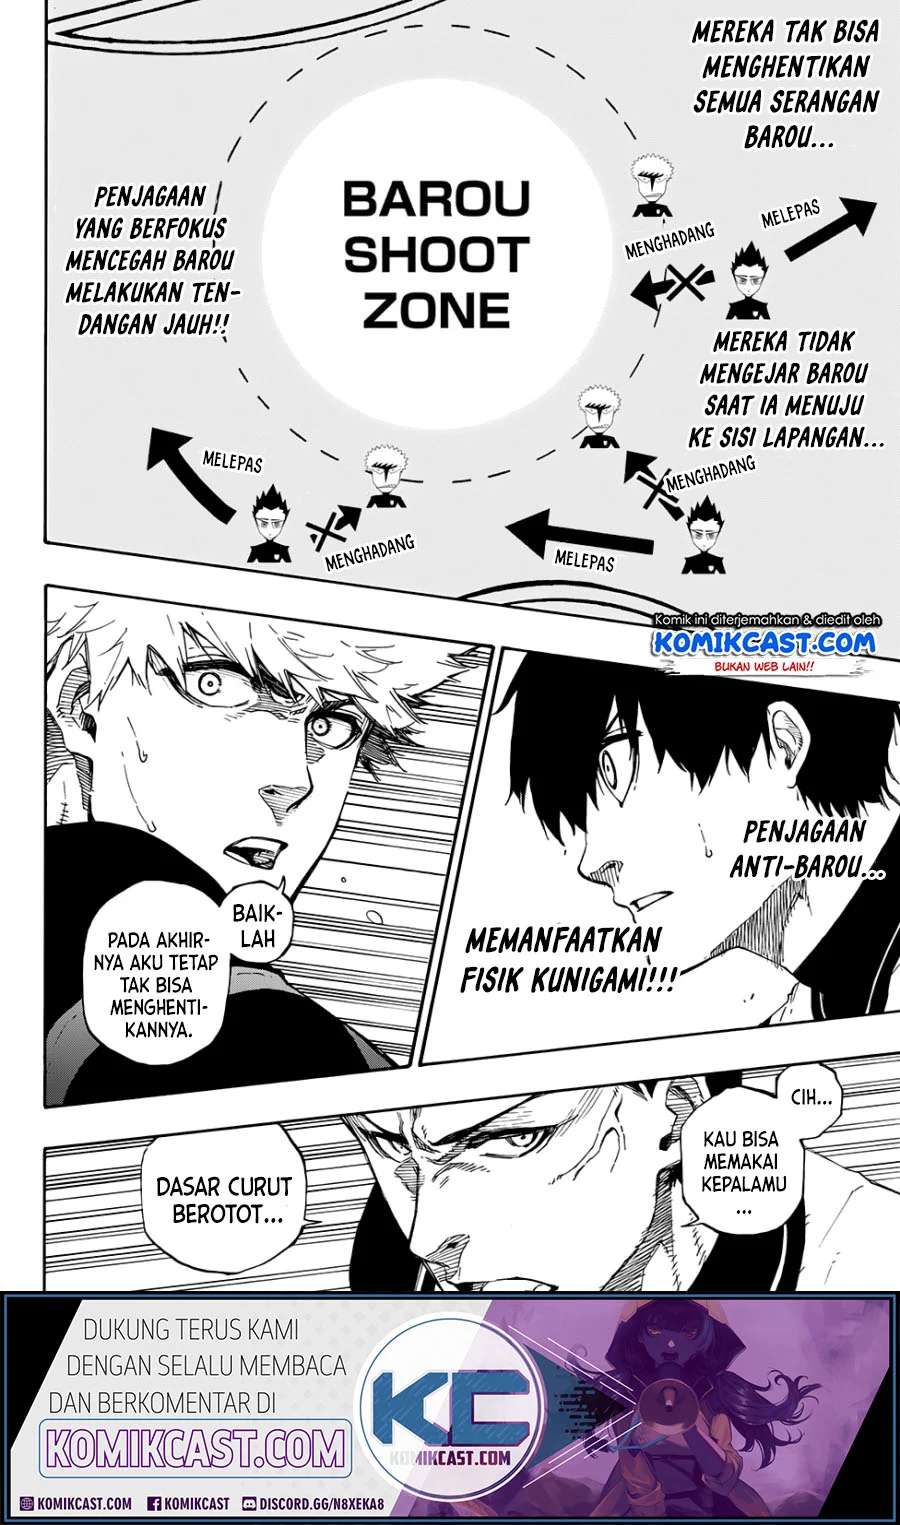 MEREKA TAK BISA
MENGHENTIKAN
SEMUA SERANGAN
BAROU...
PENJAGAAN
YANG BERFOKUS
MENCEGAH BAROU
MELAKUKAN TEN-
DANGAN JAUH!!
BAROU
SHOOT
ZONE
MENGHADANG
MELEPAS
MEREKA TIDAK
MENGEJAR BAROU
SAAT IA MENUJU
KE SISI LAPANGAN...
MELEPAS
MENGHADANG
MELEPAS
MENGHADANG
Komik ini diterjemahkan & diedit oleh
KOMIKCAST.COM
BUKAN WEB LAIN!!
BAIK-
LAH
PADA AKHIR-
NYA AKU TETAP
TAK BISA
MENGHENTI-
KANNYA.
PENJAGAAN
ANTI-BAROU...
MEMANFAATKAN
FISIK KUNIGAMI!!!
CIH...
KAU BISA
MEMAKAI
KEPALAMU
...
DASAR CURUT
BEROTOT...
DUKUNG TERUS KAMI
DENGAN SELALU MEMBACA
DAN BERKOMENTAR DI
KOMIKCAST.COM
KC
KOMIKCAST.COM
KOMIKCAST.COM
KOMIKCAST
DISCORD.GG/N8XEKA8